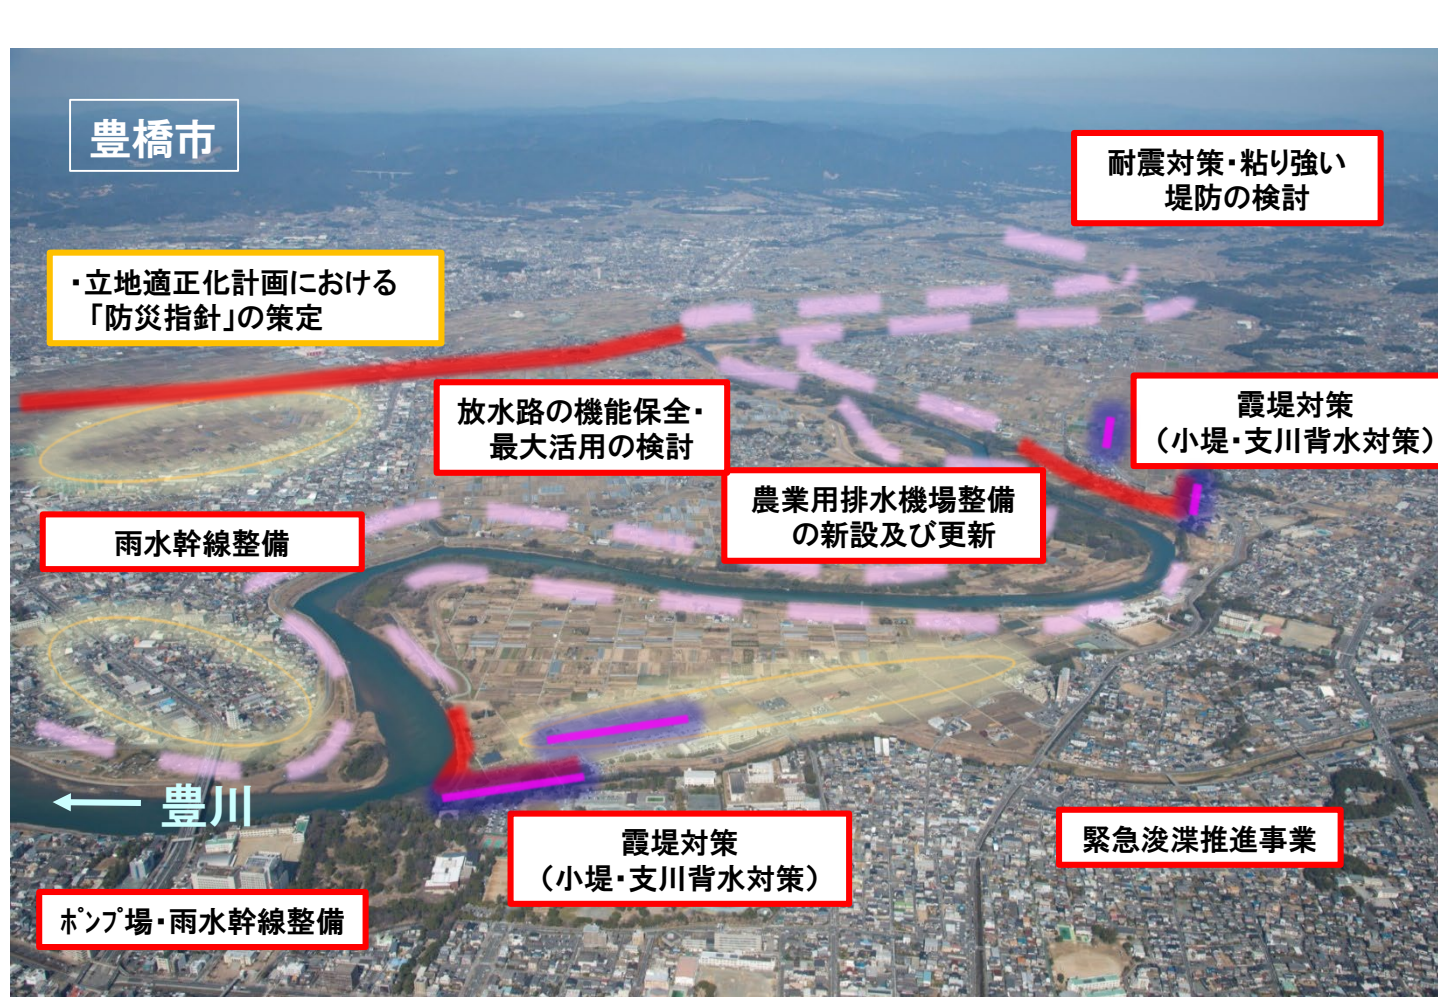 豊橋市
耐震対策・粘り強い
堤防の検討
・立地適正化計画における
「防災指針」の策定
放水路の機能保全・
最大活用の検討
霞堤対策
（小堤・支川背水対策）
農業用排水機場整備
の新設及び更新
雨水幹線整備
豊川
霞堤対策
（小堤・支川背水対策）
緊急浚渫推進事業
ﾎﾟﾝﾌﾟ場・雨水幹線整備